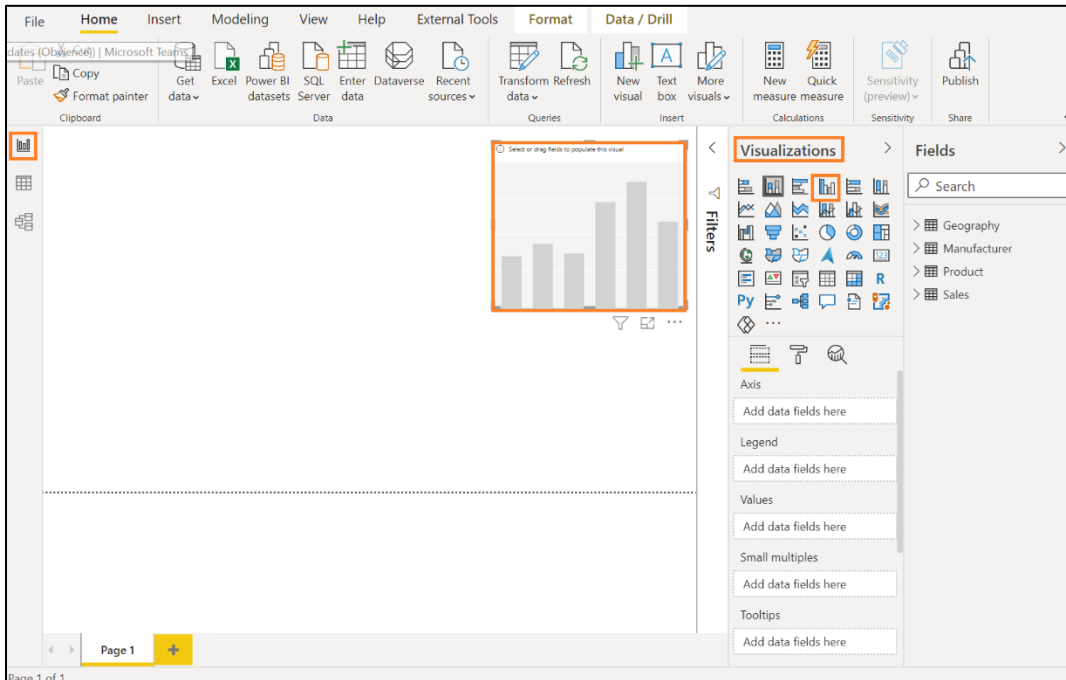 File Home Insert Modeling View Help External Tools Format Data / Drill
dates | Microsoft Teams
Paste
Copy
Format painter
Clipboard
Get data
Excel
Power BI datasets
SQL Server
Enter data
Dataverse
Recent sources
Data
Transform data
Refresh
Queries
New visual
Text box
More visuals
Insert
New measure
Quick measure
Calculations
Sensitivity (preview)
Sensitivity
Publish
Share
Select or drag fields to populate this visual
Filters
Visualizations
123
R
Py
Axis
Add data fields here
Legend
Add data fields here
Values
Add data fields here
Small multiples
Add data fields here
Tooltips
Add data fields here
Fields
Search
Geography
Manufacturer
Product
Sales
Page 1
Page 1 of 1